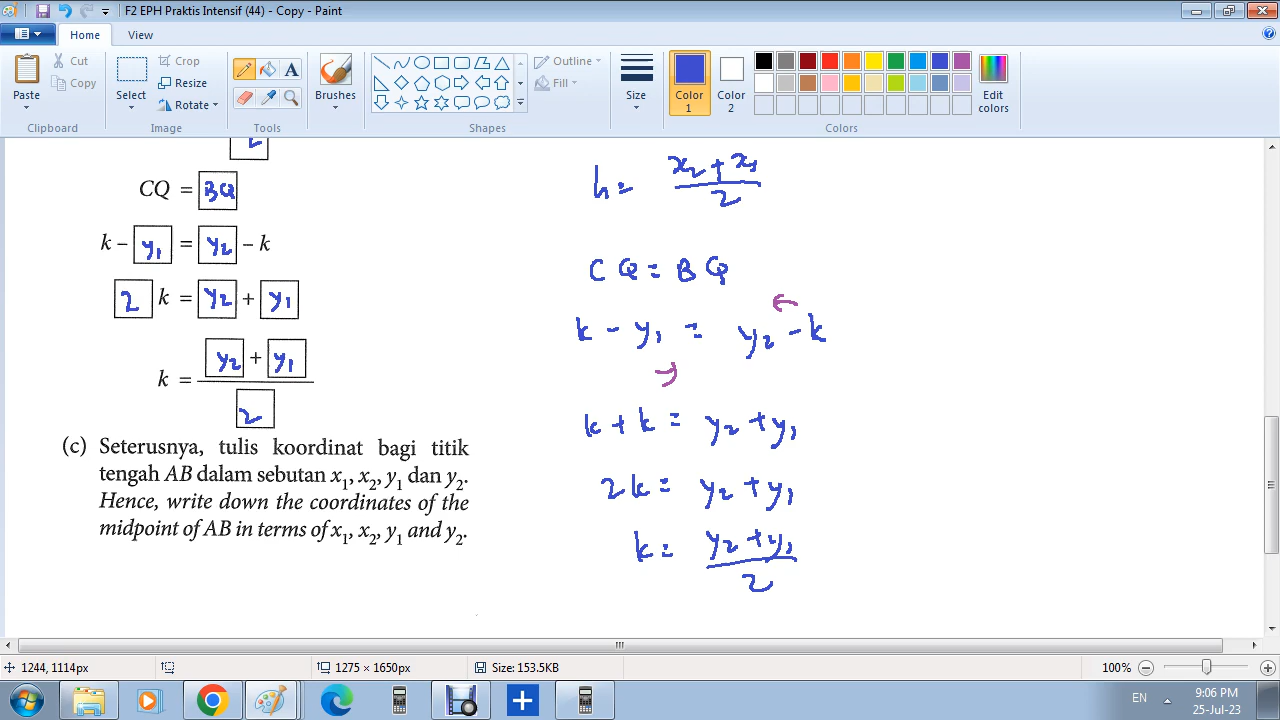 F2 EPH Praktis Intensif (44) - Copy - Paint
Home View
Paste
Cut
Copy
Clipboard
Select
Crop
Resize
Rotate
Image
A
Tools
Brushes
Outline
Fill
Shapes
Size
Color 1
Color 2
Edit colors
Colors
2
CQ = BQ
k – y₁ = y₂ – k
2 k = y₂ + y₁
k = y₂ + y₁
2
(c) Seterusnya, tulis koordinat bagi titik
tengah AB dalam sebutan x₁, x₂, y₁ dan y₂.
Hence, write down the coordinates of the
midpoint of AB in terms of x₁, x₂, y₁ and y₂.
h = x₂ + x₁
2
CQ = BQ
k - y₁ = y₂ - k
k + k = y₂ + y₁
2k = y₂ + y₁
k = y₂ + y₁
2
1244, 1114px
1275 × 1650px
Size: 153.5KB
100%
EN
9:06 PM
25-Jul-23